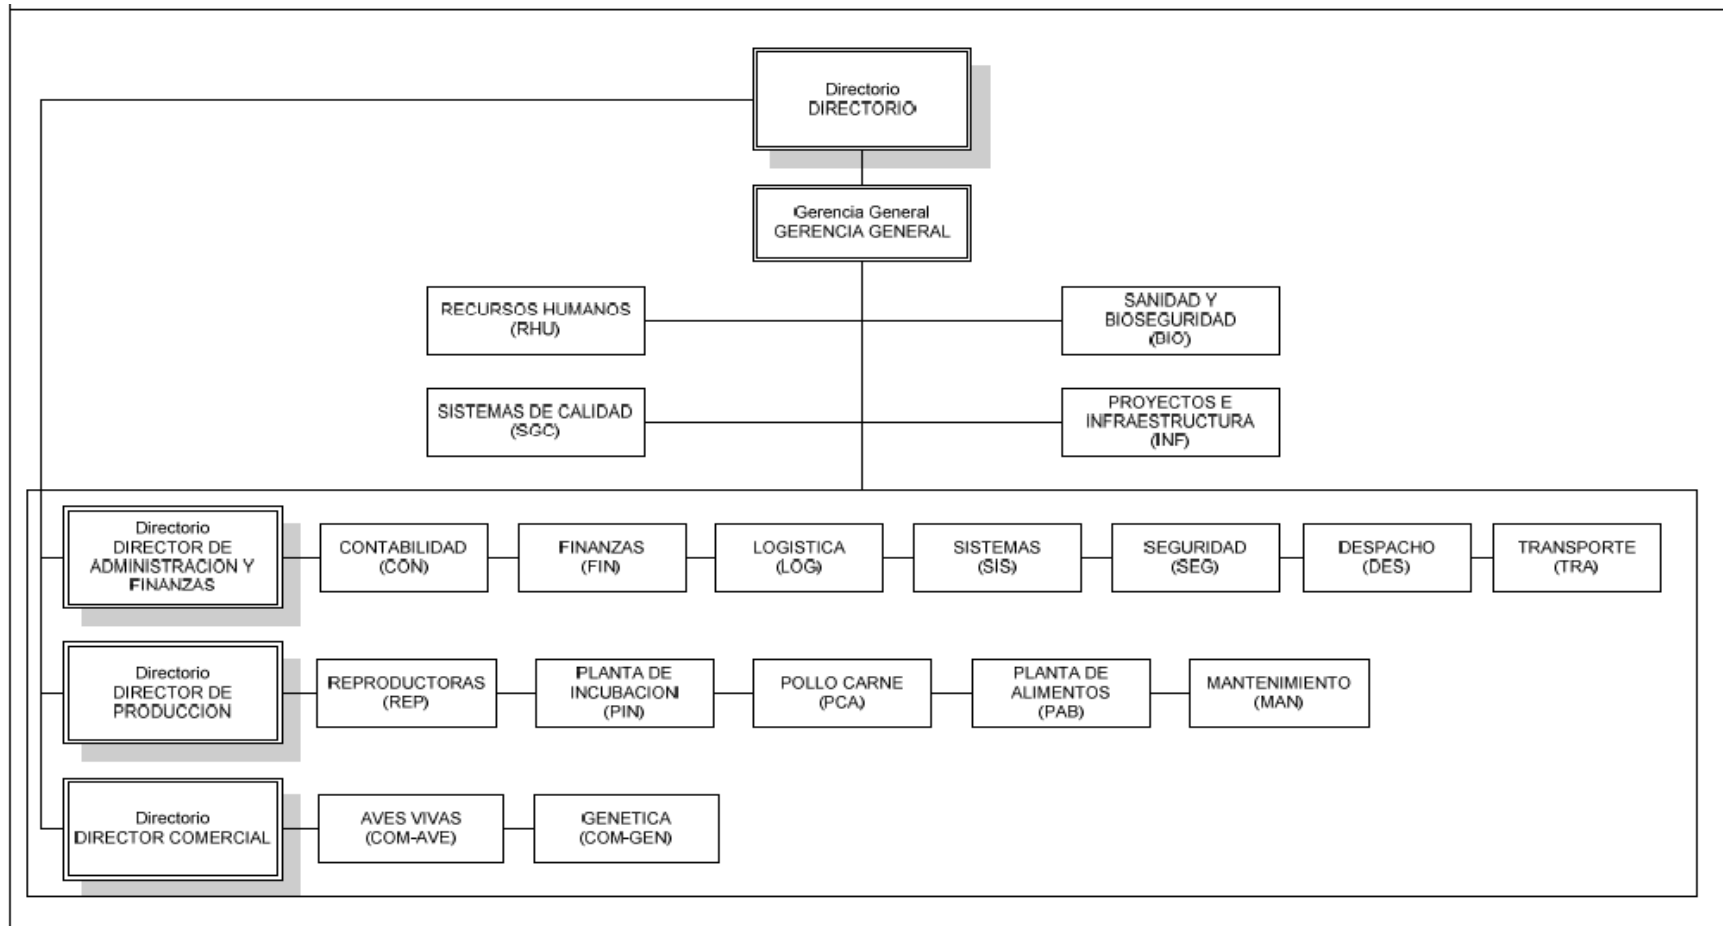 Directorio
DIRECTORIO
Gerencia General
GERENCIA GENERAL
RECURSOS HUMANOS
(RHU)
SANIDAD Y
BIOSEGURIDAD
(BIO)
SISTEMAS DE CALIDAD
(SGC)
PROYECTOS E
INFRAESTRUCTURA
(INF)
Directorio
DIRECTOR DE
ADMINISTRACION Y
FINANZAS
CONTABILIDAD
(CON)
FINANZAS
(FIN)
LOGISTICA
(LOG)
SISTEMAS
(SIS)
SEGURIDAD
(SEG)
DESPACHO
(DES)
TRANSPORTE
(TRA)
Directorio
DIRECTOR DE
PRODUCCIÓN
REPRODUCTORAS
(REP)
PLANTA DE
INCUBACION
(PIN)
POLLO CARNE
(PCA)
PLANTA DE
ALIMENTOS
(PAB)
MANTENIMIENTO
(MAN)
Directorio
DIRECTOR COMERCIAL
AVES VIVAS
(COM-AVE)
GENETICA
(COM-GEN)